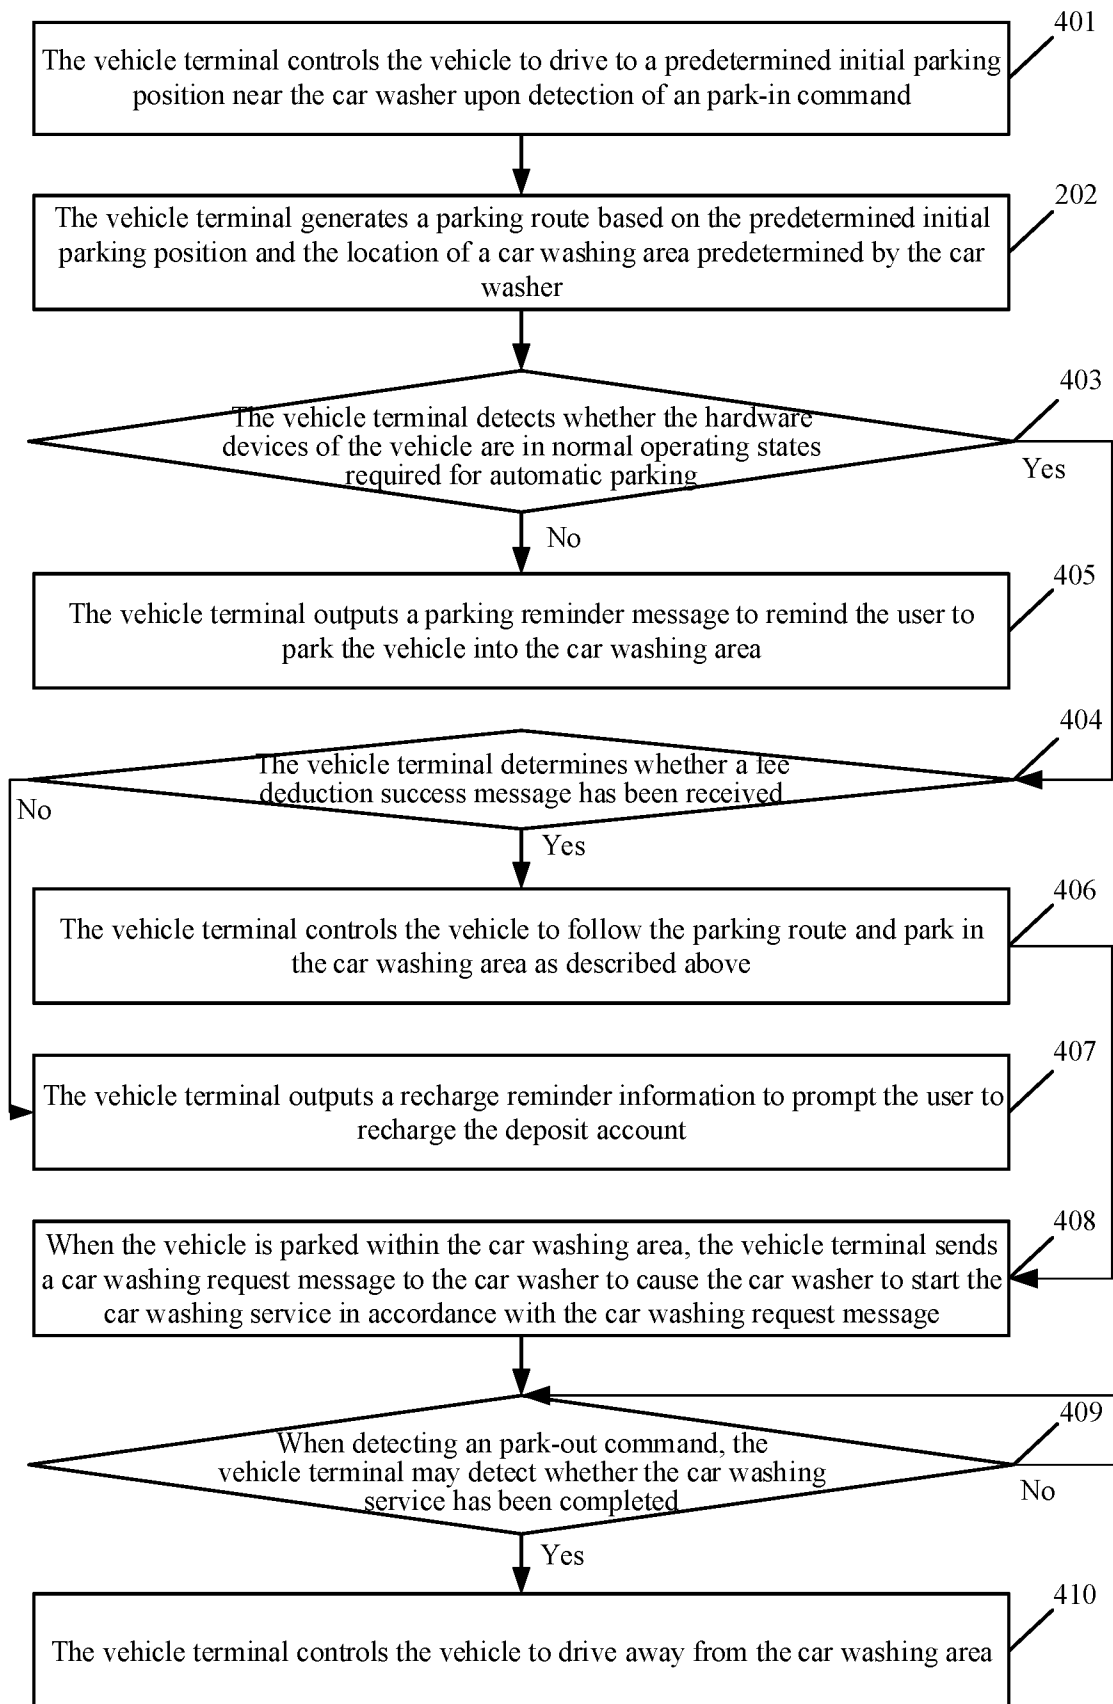 401
The vehicle terminal controls the vehicle to drive to a predetermined initial parking
position near the car washer upon detection of an park-in command
202
The vehicle terminal generates a parking route based on the predetermined initial
parking position and the location of a car washing area predetermined by the car
washer
403
The vehicle terminal detects whether the hardware
devices of the vehicle are in normal operating states
required for automatic parking
Yes
No
405
The vehicle terminal outputs a parking reminder message to remind the user to
park the vehicle into the car washing area
404
The vehicle terminal determines whether a fee
deduction success message has been received
No
Yes
406
The vehicle terminal controls the vehicle to follow the parking route and park in
the car washing area as described above
407
The vehicle terminal outputs a recharge reminder information to prompt the user to
recharge the deposit account
408
When the vehicle is parked within the car washing area, the vehicle terminal sends
a car washing request message to the car washer to cause the car washer to start the
car washing service in accordance with the car washing request message
409
When detecting an park-out command, the
vehicle terminal may detect whether the car washing
service has been completed
No
Yes
410
The vehicle terminal controls the vehicle to drive away from the car washing area